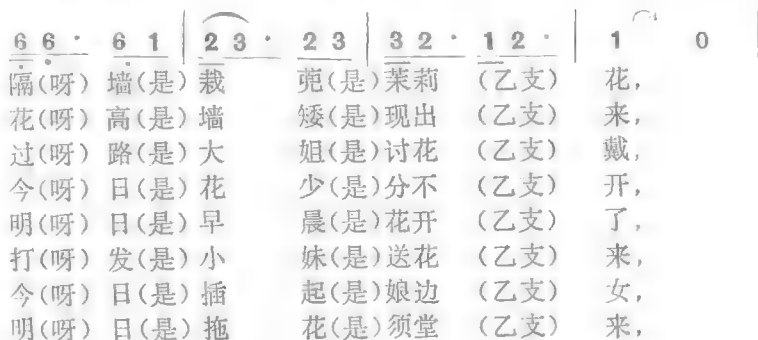 6 6 · 6 1 | 2 3 · 2 3 | 3 2 · 1 2 · | 1 0 |
隔(呀) 墙(是) 栽 蔸(是) 茉莉 (乙支) 花,
花(呀) 高(是) 墙 矮(是) 现出 (乙支) 来,
过(呀) 路(是) 大 姐(是) 讨花 (乙支) 戴,
今(呀) 日(是) 花 少(是) 分不 (乙支) 开,
明(呀) 日(是) 早 晨(是) 花开 (乙支) 了,
打(呀) 发(是) 小 妹(是) 送花 (乙支) 来,
今(呀) 日(是) 插 起(是) 娘边 (乙支) 女,
明(呀) 日(是) 拖 花(是) 须堂 (乙支) 来,